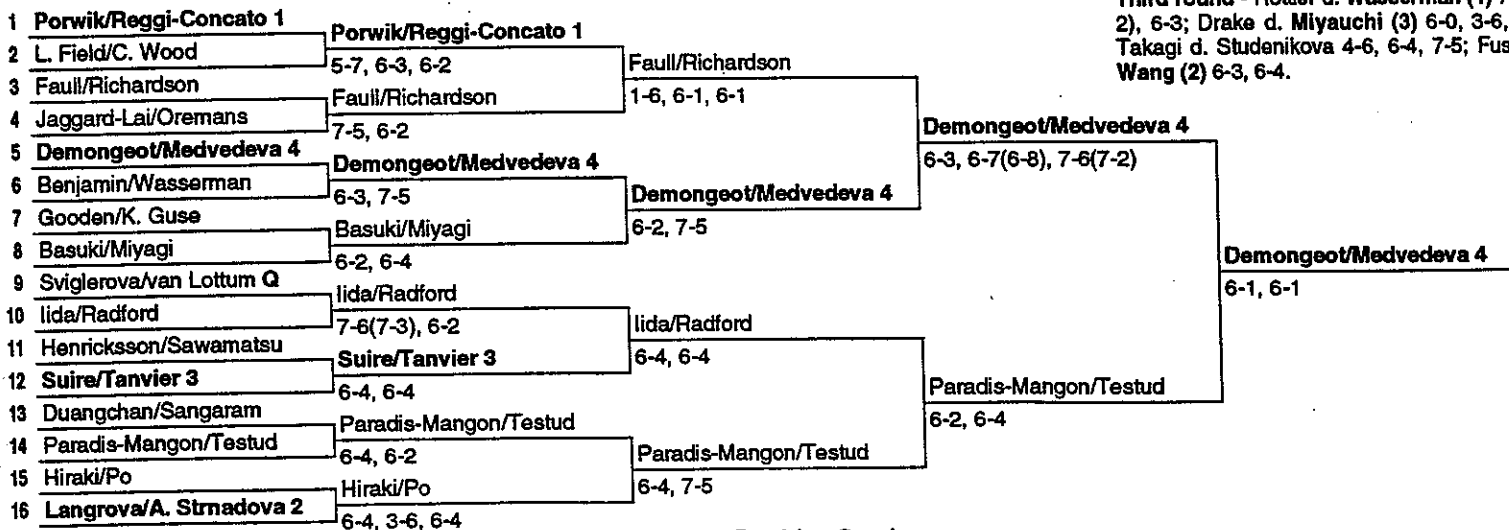 1 Porwik/Reggi-Concato 1
2 L. Field/C. Wood
3 Faull/Richardson
4 Jaggard-Lai/Oremans
5 Demongeot/Medvedeva 4
6 Benjamin/Wasserman
7 Gooden/K. Guse
8 Basuki/Miyagi
9 Sviglerova/van Lottum Q
10 Iida/Radford
11 Henricksson/Sawamatsu
12 Suire/Tanvier 3
13 Duangchan/Sangaram
14 Paradis-Mangon/Testud
15 Hiraki/Po
16 Langrova/A. Strnadova 2
Porwik/Reggi-Concato 1
5-7, 6-3, 6-2
Faull/Richardson
7-5, 6-2
Demongeot/Medvedeva 4
6-3, 7-5
Basuki/Miyagi
6-2, 6-4
Iida/Radford
7-6(7-3), 6-2
Suire/Tanvier 3
6-4, 6-4
Paradis-Mangon/Testud
6-4, 6-2
Hiraki/Po
6-4, 3-6, 6-4
Faull/Richardson
1-6, 6-1, 6-1
Demongeot/Medvedeva 4
6-2, 7-5
Iida/Radford
6-4, 6-4
Paradis-Mangon/Testud
6-4, 7-5
Demongeot/Medvedeva 4
6-3, 6-7(6-8), 7-6(7-2)
Paradis-Mangon/Testud
6-2, 6-4
Demongeot/Medvedeva 4
6-1, 6-1
Third round
2), 6-3; Drake d. Miyauchi (3) 6-0, 3-6,
Takagi d. Studenikova 4-6, 6-4, 7-5; Fus
Wang (2) 6-3, 6-4.